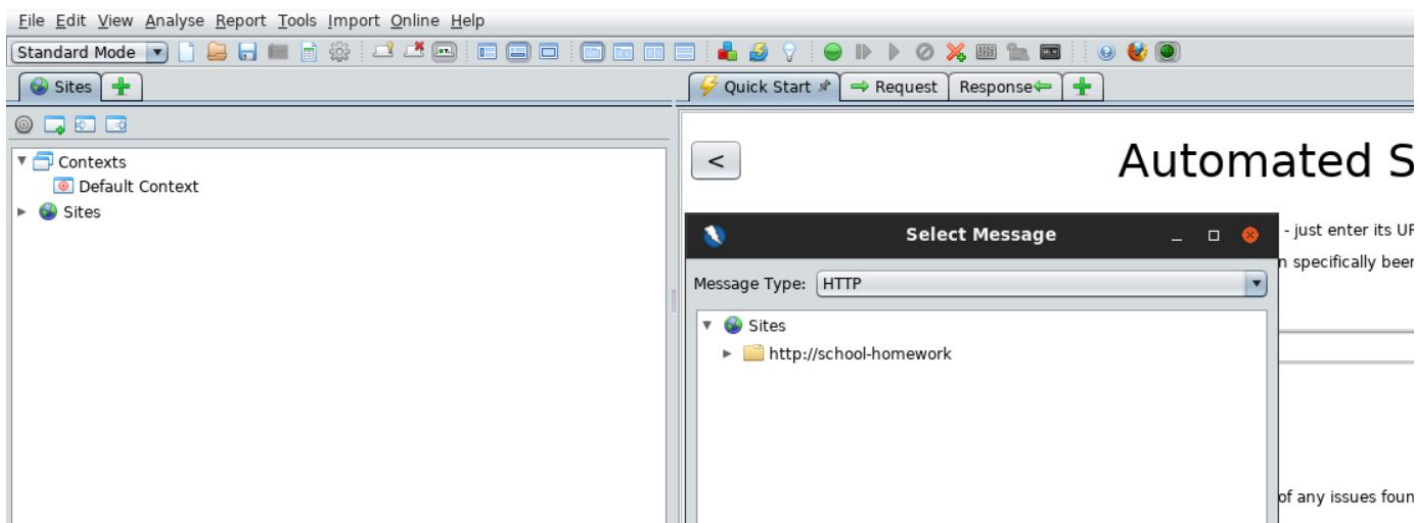 File Edit View Analyse Report Tools Import Online Help
Standard Mode
Sites
Quick Start
Request
Response
Contexts
Default Context
Sites
<
Automated S
- just enter its UR
n specifically beer
Select Message
Message Type: HTTP
Sites
http://school-homework
of any issues foun